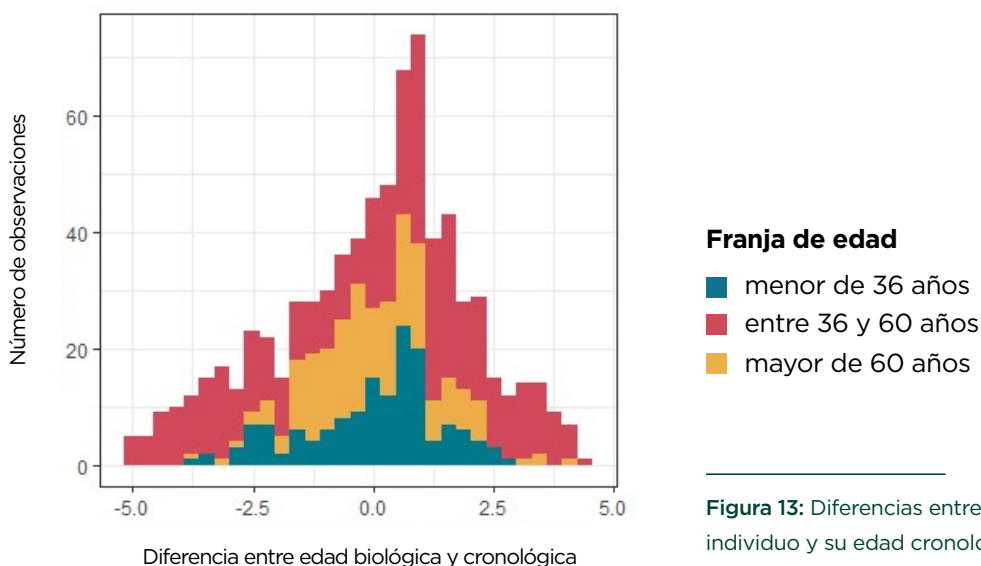 Número de observaciones
60
40
20
0
-5.0
-2.5
0.0
2.5
5.0
Diferencia entre edad biológica y cronológica
Franja de edad
menor de 36 años
entre 36 y 60 años
mayor de 60 años
Figura 13: Diferencias entre
individuo y su edad cronoló